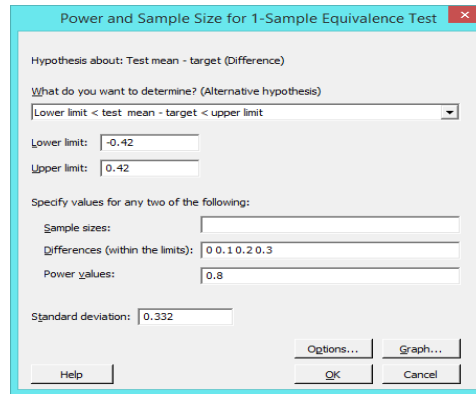 Power and Sample Size for 1-Sample Equivalence Test
×
Hypothesis about: Test mean - target (Difference)
What do you want to determine? (Alternative hypothesis)
Lower limit < test mean - target < upper limit
Lower limit: -0.42
Upper limit: 0.42
Specify values for any two of the following:
Sample sizes:
Differences (within the limits): 0 0.1 0.2 0.3
Power values: 0.8
Standard deviation: 0.332
Options... Graph...
Help OK Cancel